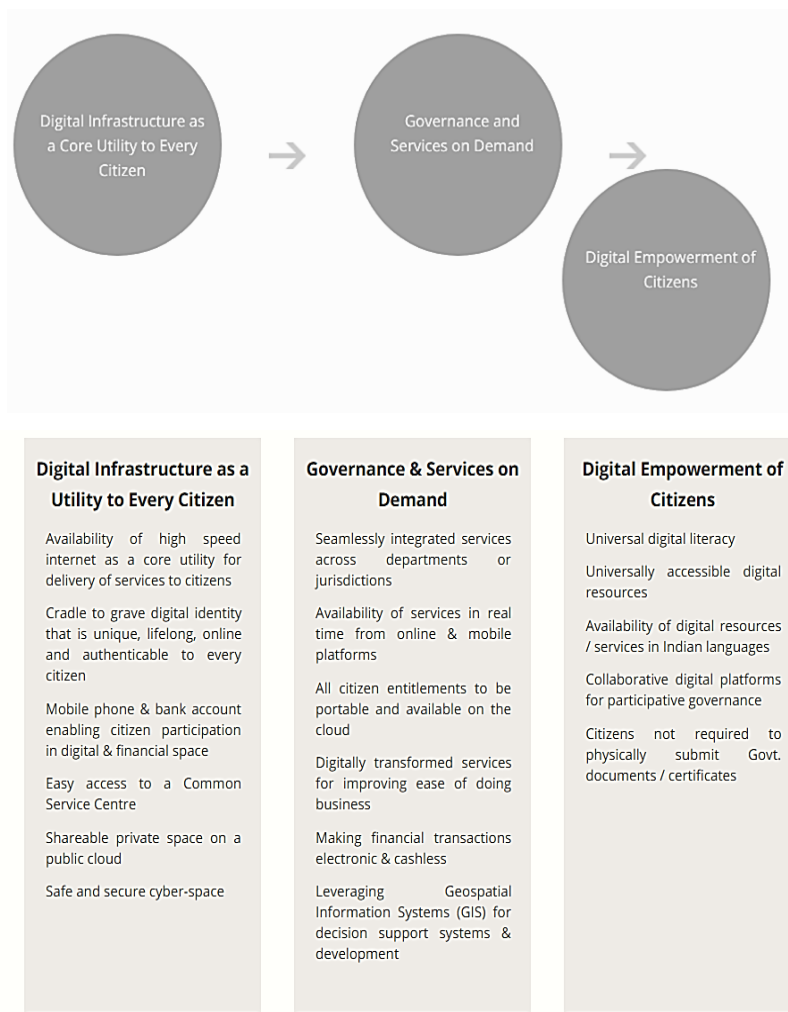 Digital Infrastructure as
a Core Utility to Every
Citizen
Governance and
Services on Demand
Digital Empowerment of
Citizens
Digital Infrastructure as a
Utility to Every Citizen
Availability of high speed
internet as a core utility for
delivery of services to citizens
Cradle to grave digital identity
that is unique, lifelong, online
and authenticable to every
citizen
Mobile phone & bank account
enabling citizen participation
in digital & financial space
Easy access to a Common
Service Centre
Shareable private space on a
public cloud
Safe and secure cyber-space
Governance & Services on
Demand
Seamlessly integrated services
across departments or
jurisdictions
Availability of services in real
time from online & mobile
platforms
All citizen entitlements to be
portable and available on the
cloud
Digitally transformed services
for improving ease of doing
business
Making financial transactions
electronic & cashless
Leveraging Geospatial
Information Systems (GIS) for
decision support systems &
development
Digital Empowerment of
Citizens
Universal digital literacy
Universally accessible digital
resources
Availability of digital resources
/ services in Indian languages
Collaborative digital platforms
for participative governance
Citizens not required to
physically submit Govt.
documents / certificates